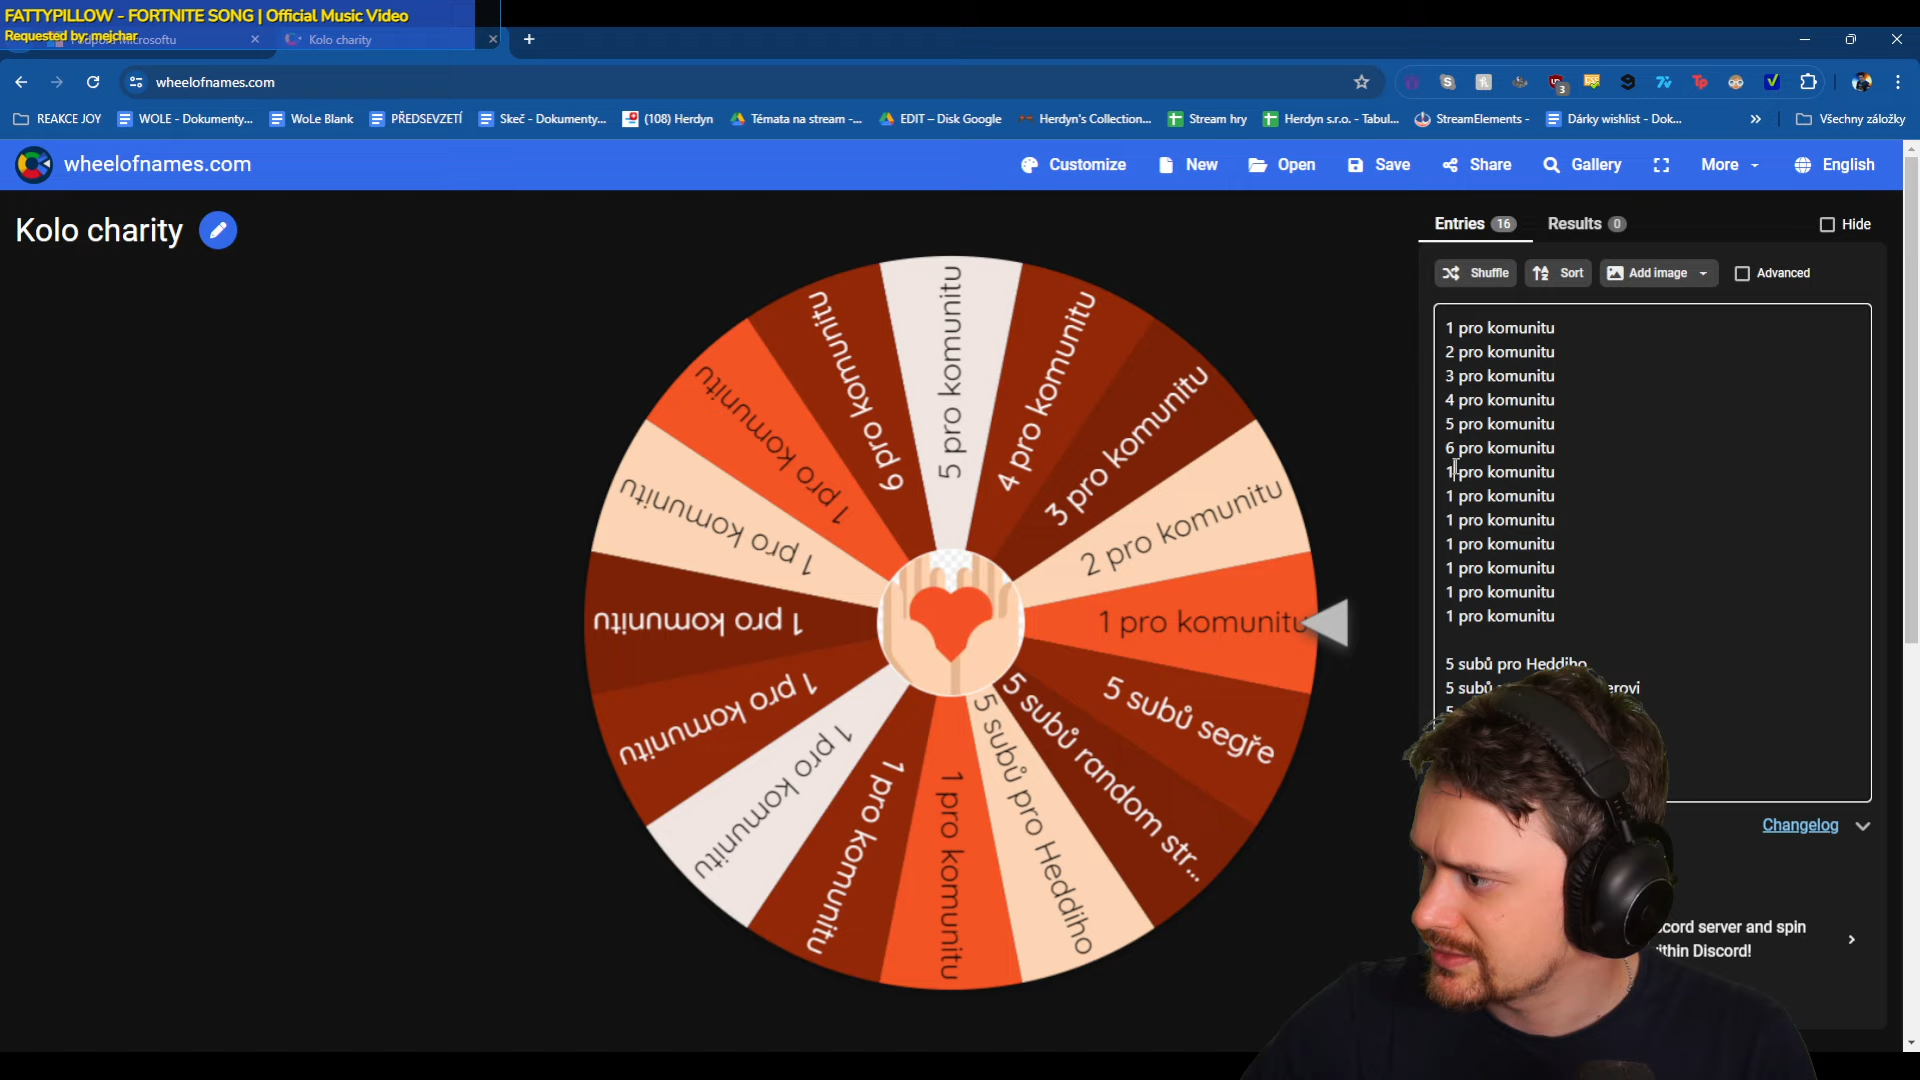 FATTYPILLOW - FORTNITE SONG | Official Music Video
Requested by: mejchar
Microsoftu
Kolo charity
wheelofnames.com
REAKCE JOY
WOLE - Dokumenty...
WoLe Blank
PŘEDSEVZETÍ
Skeč - Dokumenty...
(108) Herdyn
Témata na stream -...
EDIT – Disk Google
Herdyn's Collection...
Stream hry
Herdyn s.r.o. - Tabul...
StreamElements -
Dárky wishlist - Dok...
Všechny záložky
wheelofnames.com
Customize
New
Open
Save
Share
Gallery
More
English
Kolo charity
Entries 16
Results 0
Hide
Shuffle
Sort
Add image
Advanced
1 pro komunitu
2 pro komunitu
3 pro komunitu
4 pro komunitu
5 pro komunitu
6 pro komunitu
1 pro komunitu
1 pro komunitu
1 pro komunitu
1 pro komunitu
1 pro komunitu
1 pro komunitu
1 pro komunitu
5 subů pro Heddiho
5 subů
Changelog
server and spin
Discord!
5 pro komunitu
4 pro komunitu
3 pro komunitu
2 pro komunitu
1 pro komunitu
5 subů segře
5 subů random str...
5 subů pro Heddiho
1 pro komunitu
1 pro komunitu
1 pro komunitu
1 pro komunitu
1 pro komunitu
1 pro komunitu
1 pro komunitu
6 pro komunitu